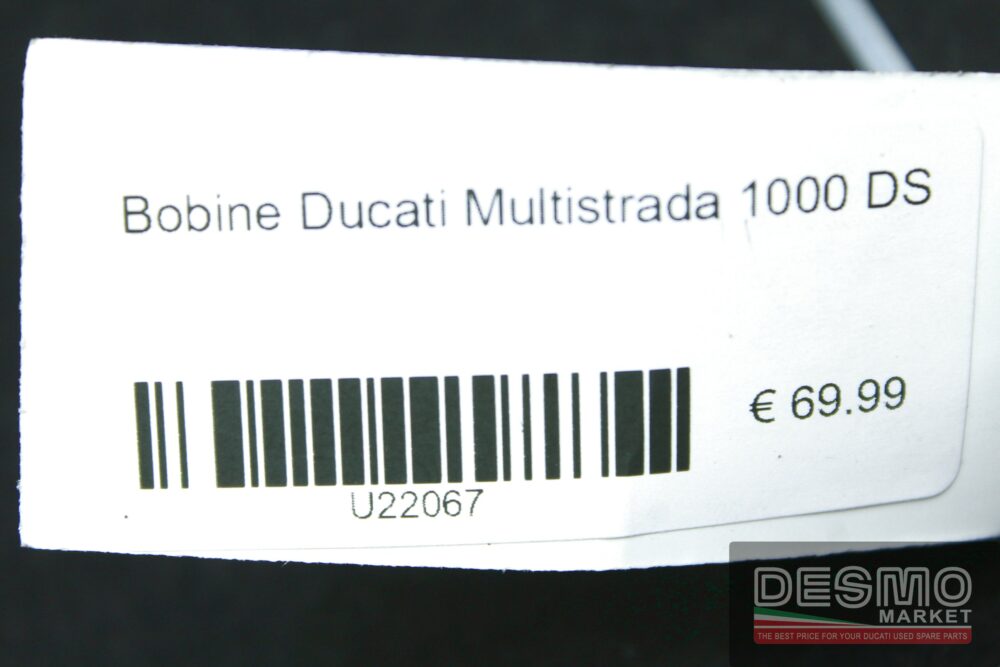 Bobine Ducati Multistrada 1000 DS
€ 69.99
U22067
DESMO
MARKET
THE BEST PRICE FOR YOUR DUCATI USED SPARE PARTS